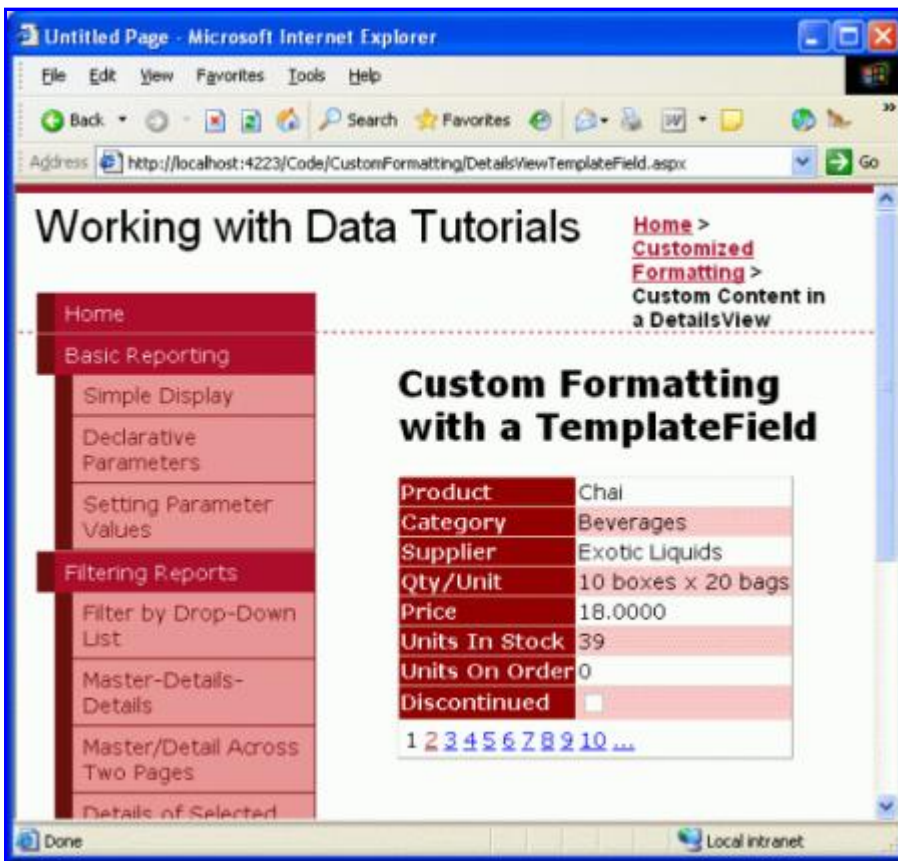 Untitled Page - Microsoft Internet Explorer
File Edit View Favorites Tools Help
Back Search Favorites
Address http://localhost:4223/Code/CustomFormatting/DetailsViewTemplateField.aspx Go
Working with Data Tutorials
Home >
Customized
Formatting >
Custom Content in
a DetailsView
Home
Basic Reporting
Simple Display
Declarative
Parameters
Setting Parameter
Values
Filtering Reports
Filter by Drop-Down
List
Master-Details-
Details
Master/Detail Across
Two Pages
Details of Selected
Custom Formatting
with a TemplateField
Product Chai
Category Beverages
Supplier Exotic Liquids
Qty/Unit 10 boxes x 20 bags
Price 18.0000
Units In Stock 39
Units On Order 0
Discontinued
1 2 3 4 5 6 7 8 9 10 ...
Done Local intranet